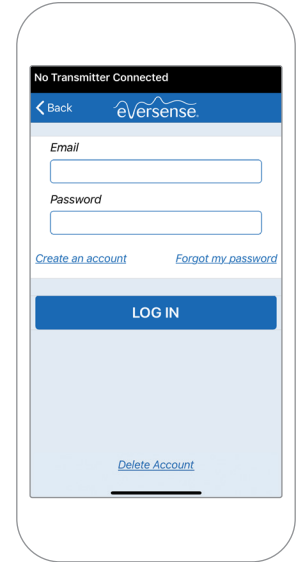 No Transmitter Connected
Back eversense.
Email
Password
Create an account Forgot my password
LOG IN
Delete Account